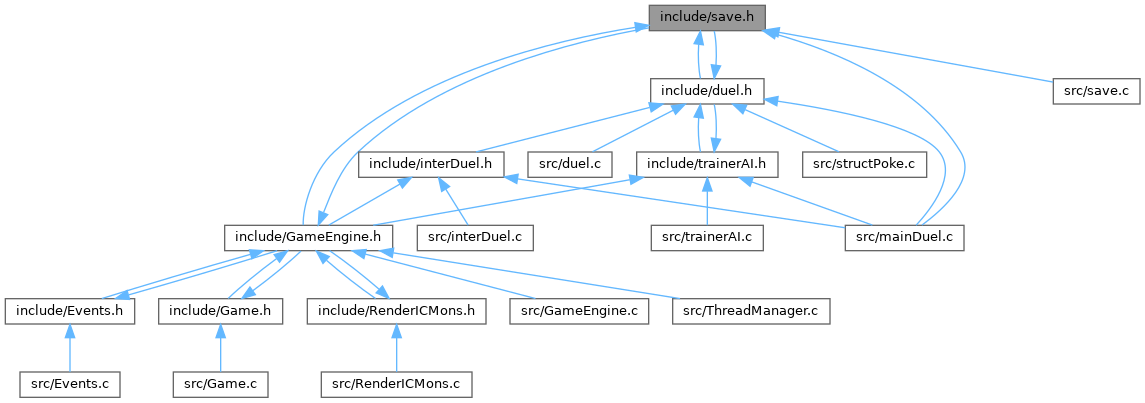 include/save.h
include/duel.h
src/save.c
include/interDuel.h
src/duel.c
include/trainerAI.h
src/structPoke.c
include/GameEngine.h
src/interDuel.c
src/trainerAI.c
src/mainDuel.c
include/Events.h
include/Game.h
include/RenderICMons.h
src/GameEngine.c
src/ThreadManager.c
src/Events.c
src/Game.c
src/RenderICMons.c